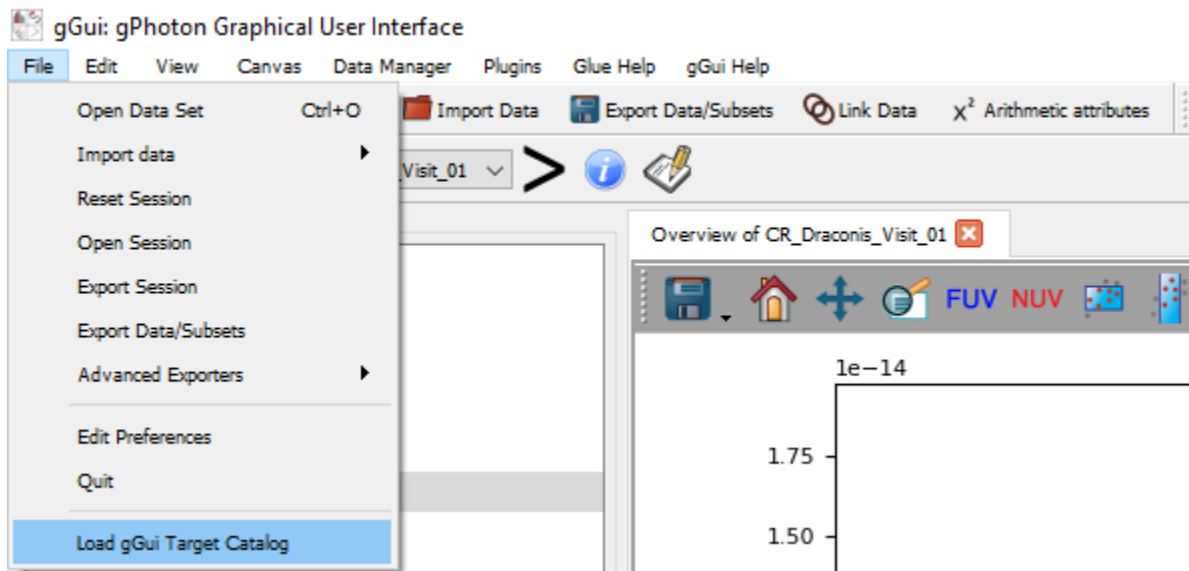 gGui: gPhoton Graphical User Interface
File Edit View Canvas Data Manager Plugins Glue Help gGui Help
Open Data Set Ctrl+O
Import Data Export Data/Subsets Link Data x² Arithmetic attributes
Import data
_Visit_01
Reset Session
Open Session
Export Session
Export Data/Subsets
Advanced Exporters
Edit Preferences
Quit
Load gGui Target Catalog
Overview of CR_Draconis_Visit_01
FUV NUV
1e−14
1.75
1.50